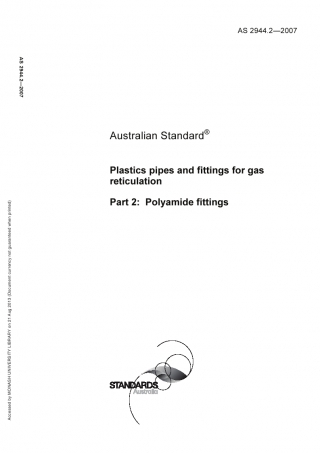 AS 2944.2—2007
AS 2944.2—2007
Australian Standard®
Plastics pipes and fittings for gas
reticulation
Part 2: Polyamide fittings
Accessed by MONASH UNIVERSITY LIBRARY on 21 Aug 2010 (Document currency not guaranteed when printed)
STANDARDS
Australia